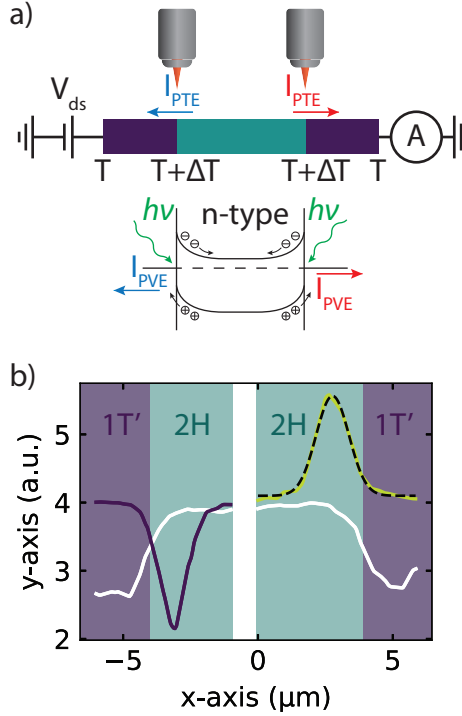 a)
V_ds
I_PTE
I_PTE
A
T
T+ΔT
T+ΔT
T
hν
n-type
hν
I_PVE
I_PVE
b)
1T′
2H
2H
1T′
5
4
3
2
y-axis (a.u.)
−5
0
5
x-axis (μm)